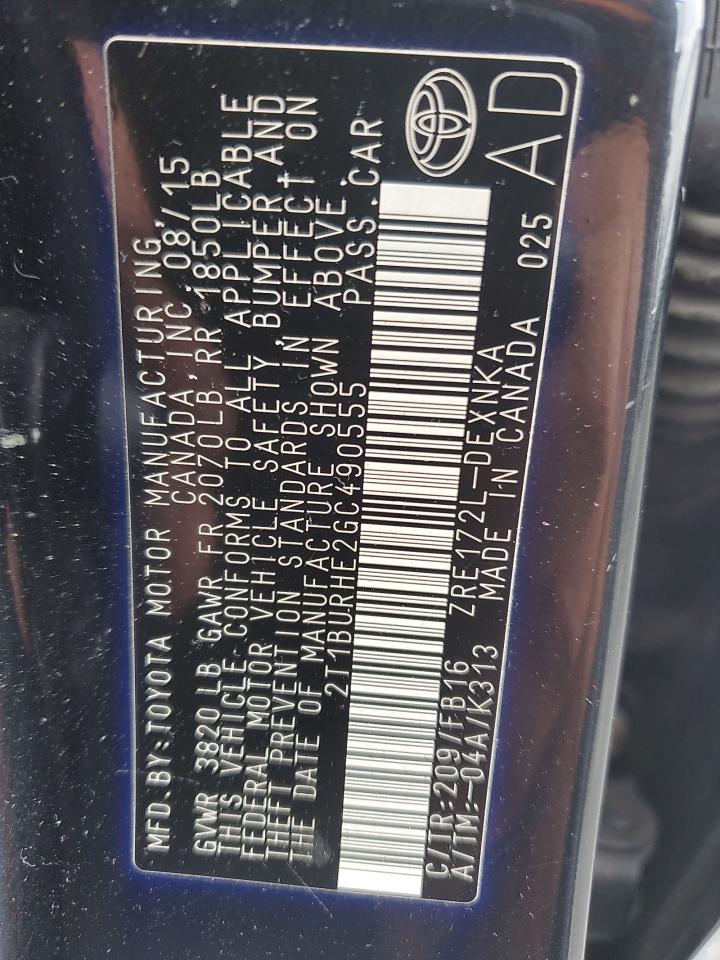 MFD. BY: TOYOTA MOTOR MANUFACTURING,
CANADA, INC. 08/15
GVWR 3820 LB GAWR FR 2070LB RR 1850LB
THIS VEHICLE CONFORMS TO ALL APPLICABLE
FEDERAL MOTOR VEHICLE SAFETY, BUMPER AND
THEFT PREVENTION STANDARDS IN EFFECT ON
THE DATE OF MANUFACTURE SHOWN ABOVE.
2T1BURHE2GC490555 PASS.CAR
C/TR:209/FB16 ZRE172L-DEXNKA 025
A/TM:-04A/K313 MADE IN CANADA
AD